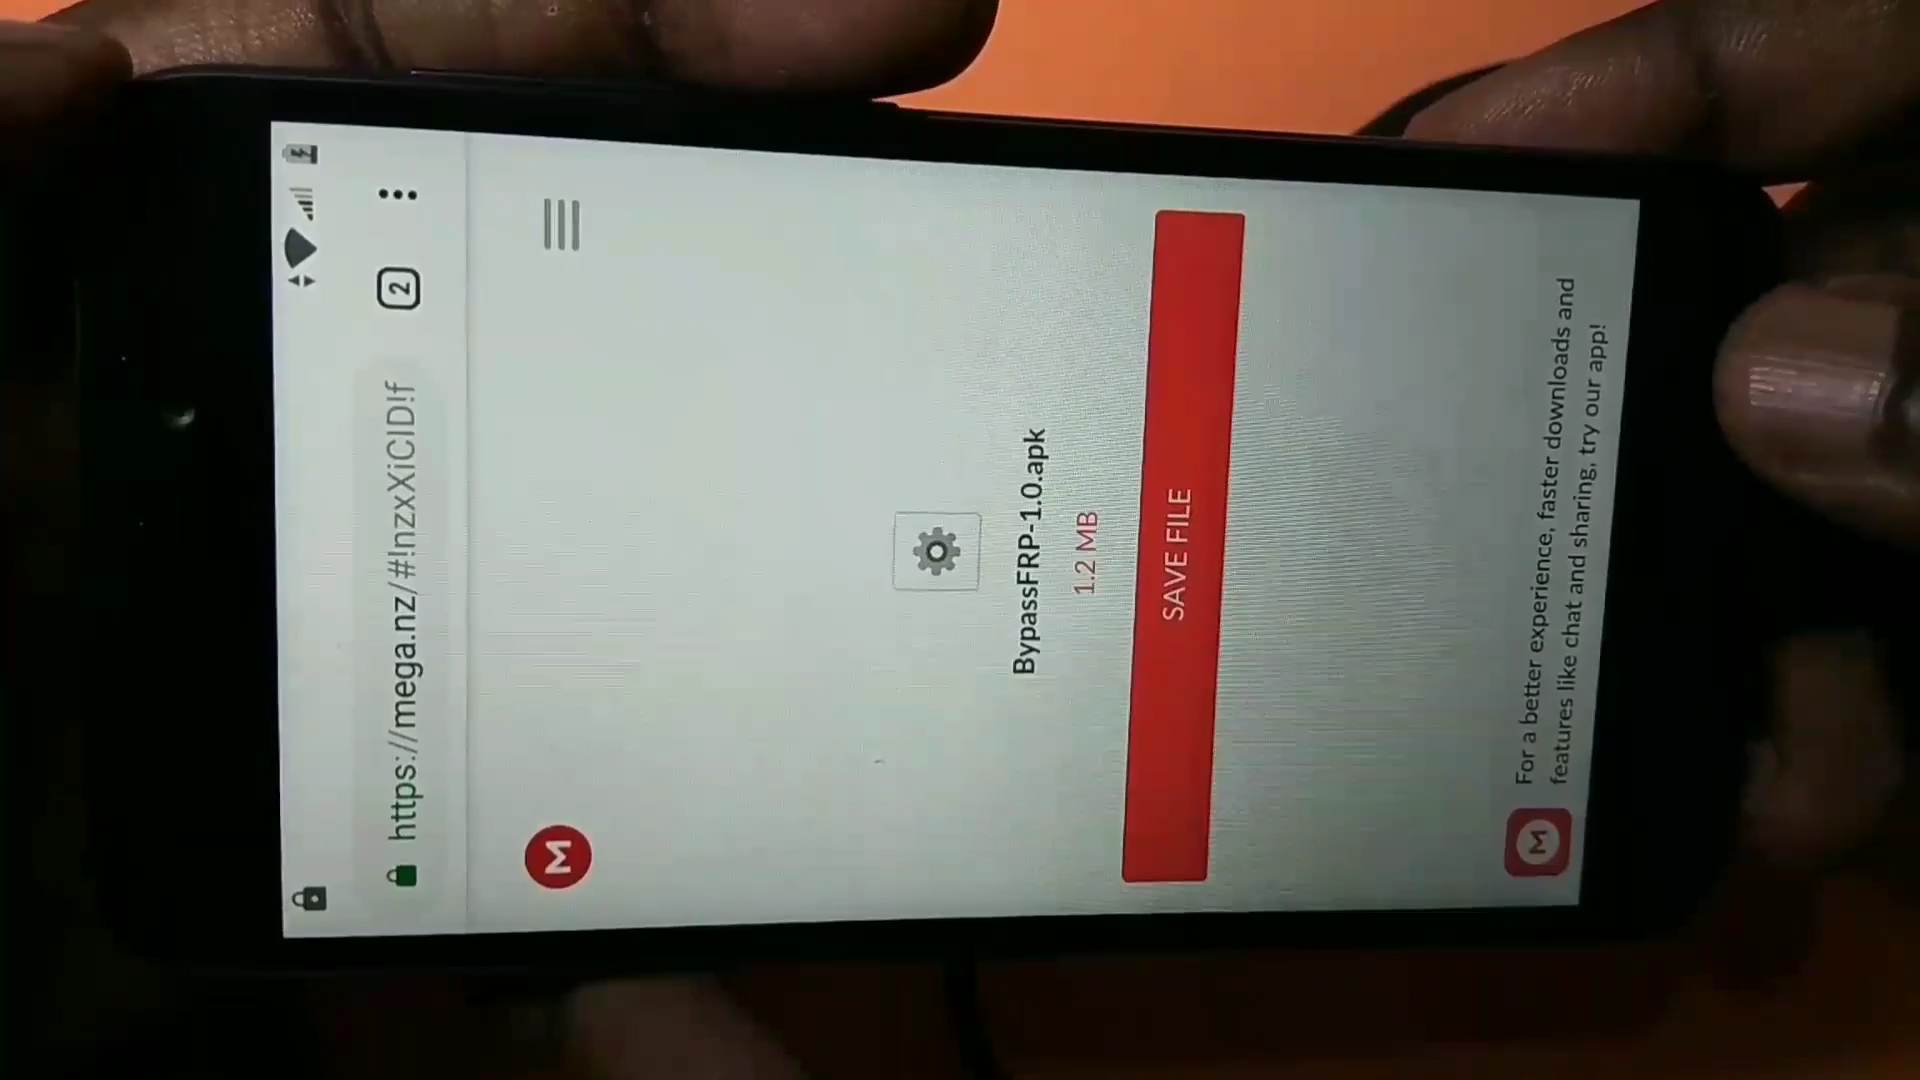 2
https://mega.nz/#!nzxXiCID!f
M
BypassFRP-1.0.apk
1.2 MB
SAVE FILE
M
For a better experience, faster downloads and
features like chat and sharing, try our app!